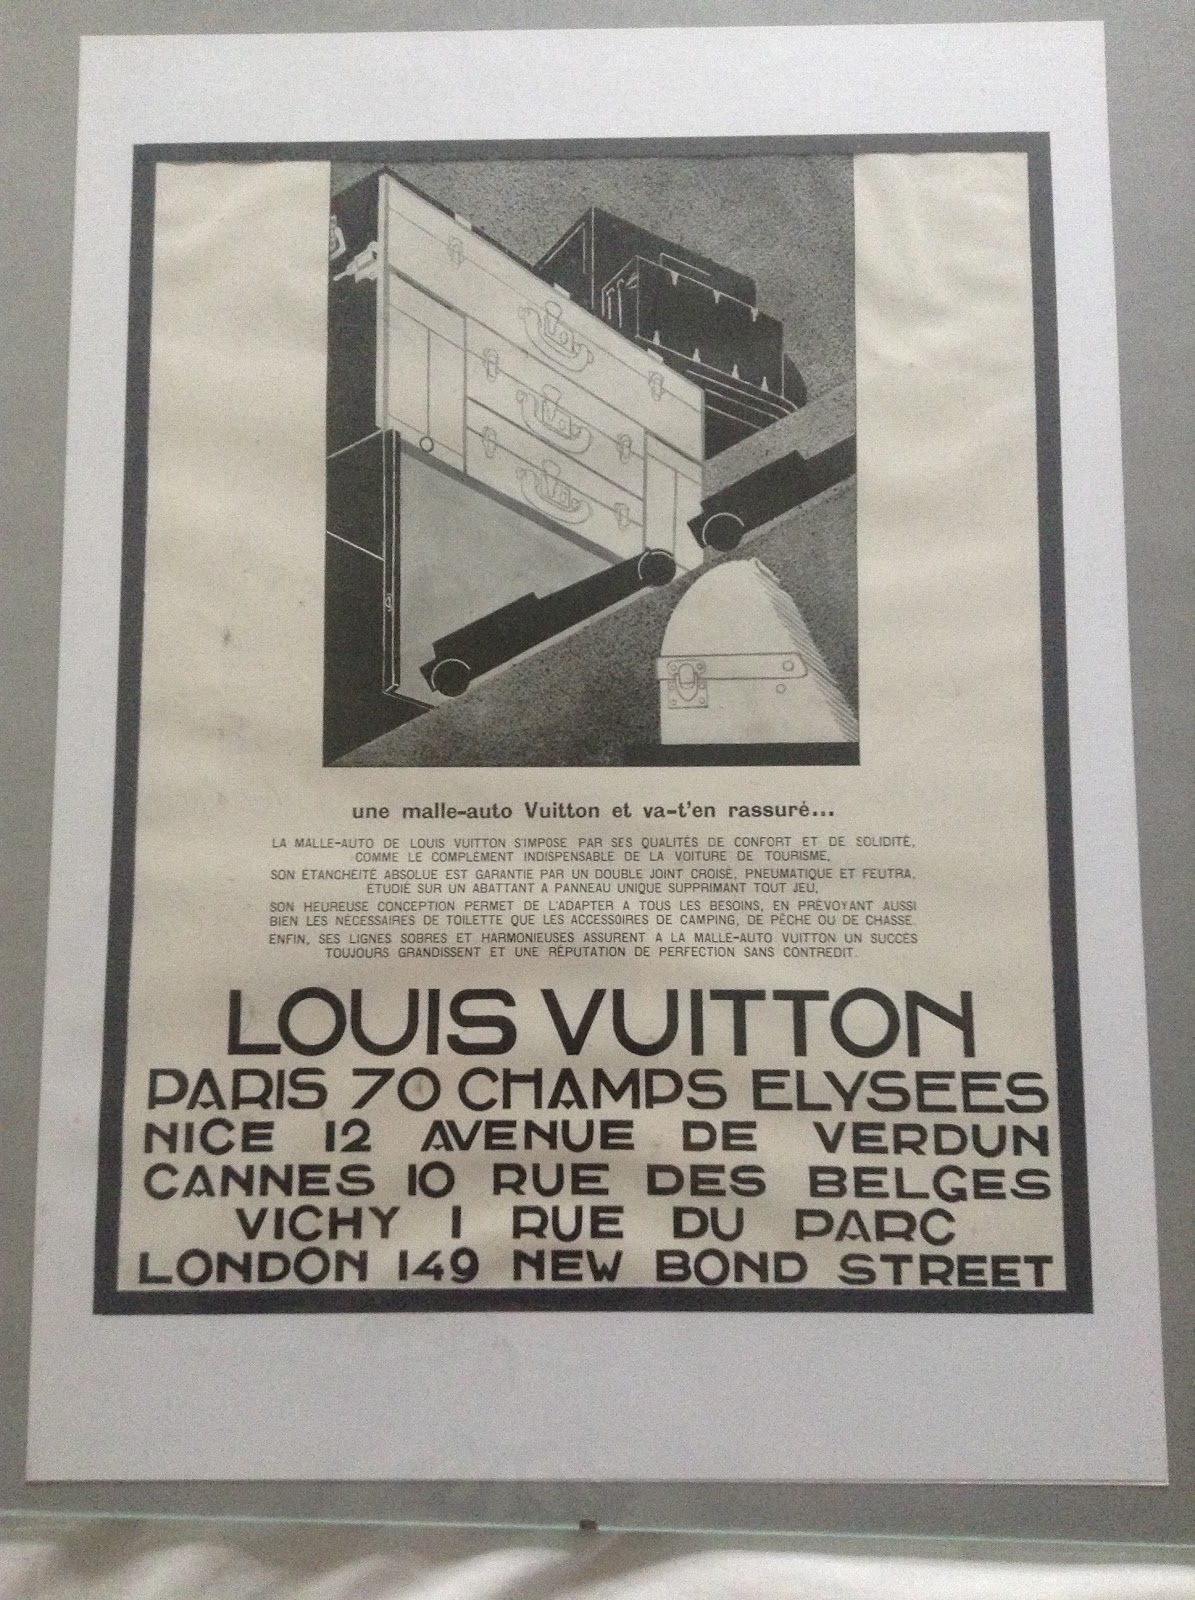 une malle-auto Vuitton et va-t'en rassuré...
LA MALLE-AUTO DE LOUIS VUITTON S'IMPOSE PAR SES QUALITÉS DE CONFORT ET DE SOLIDITÉ,
COMME LE COMPLÉMENT INDISPENSABLE DE LA VOITURE DE TOURISME.
SON ÉTANCHÉITÉ ABSOLUE EST GARANTIE PAR UN DOUBLE JOINT CROISÉ, PNEUMATIQUE ET FEUTRA,
ÉTUDIÉ SUR UN ABATTANT A PANNEAU UNIQUE SUPPRIMANT TOUT JEU.
SON HEUREUSE CONCEPTION PERMET DE L'ADAPTER A TOUS LES BESOINS, EN PRÉVOYANT AUSSI
BIEN LES NÉCESSAIRES DE TOILETTE QUE LES ACCESSOIRES DE CAMPING, DE PÊCHE OU DE CHASSE.
ENFIN, SES LIGNES SOBRES ET HARMONIEUSES ASSURENT A LA MALLE-AUTO VUITTON UN SUCCÈS
TOUJOURS GRANDISSENT ET UNE RÉPUTATION DE PERFECTION SANS CONTREDIT.
LOUIS VUITTON
PARIS 70 CHAMPS ELYSEES
NICE 12 AVENUE DE VERDUN
CANNES 10 RUE DES BELGES
VICHY 1 RUE DU PARC
LONDON 149 NEW BOND STREET